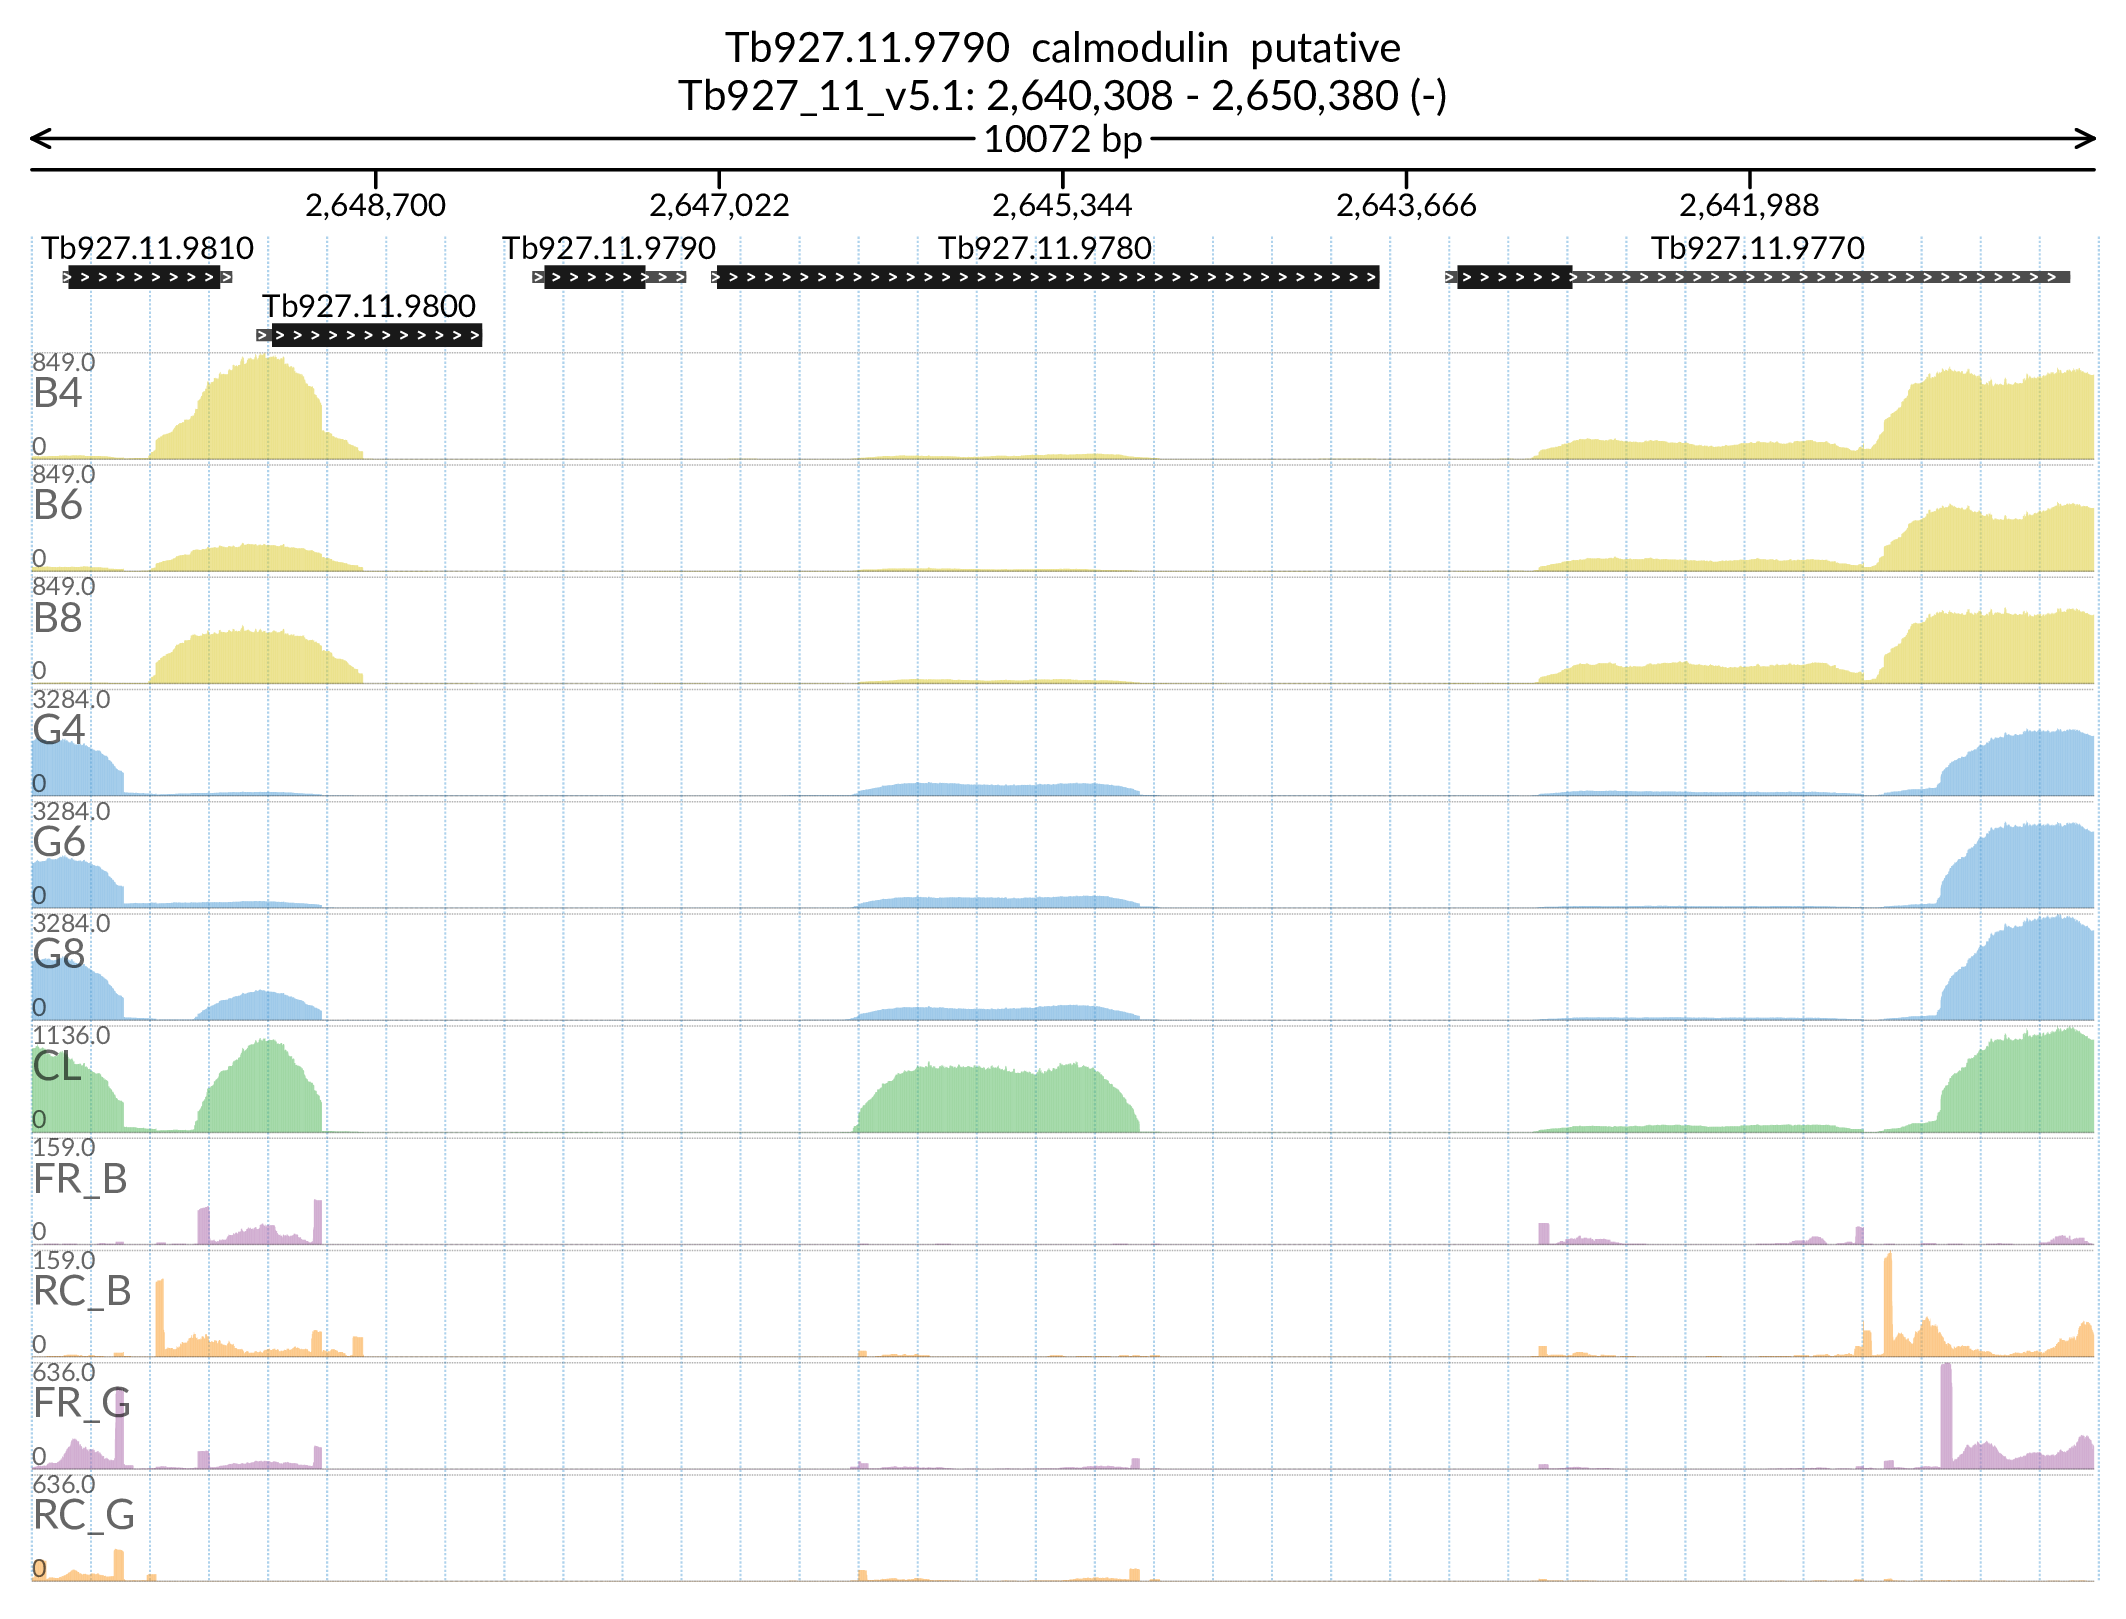 Tb927.11.9790 calmodulin putative
Tb927_11_v5.1: 2,640,308 - 2,650,380 (-)
10072 bp
2,648,700 2,647,022 2,645,344 2,643,666 2,641,988
Tb927.11.9810 Tb927.11.9790 Tb927.11.9780 Tb927.11.9770
Tb927.11.9800
849.0
B4
0
849.0
B6
0
849.0
B8
0
3284.0
G4
0
3284.0
G6
0
3284.0
G8
0
1136.0
CL
0
159.0
FR_B
0
159.0
RC_B
0
636.0
FR_G
0
636.0
RC_G
0